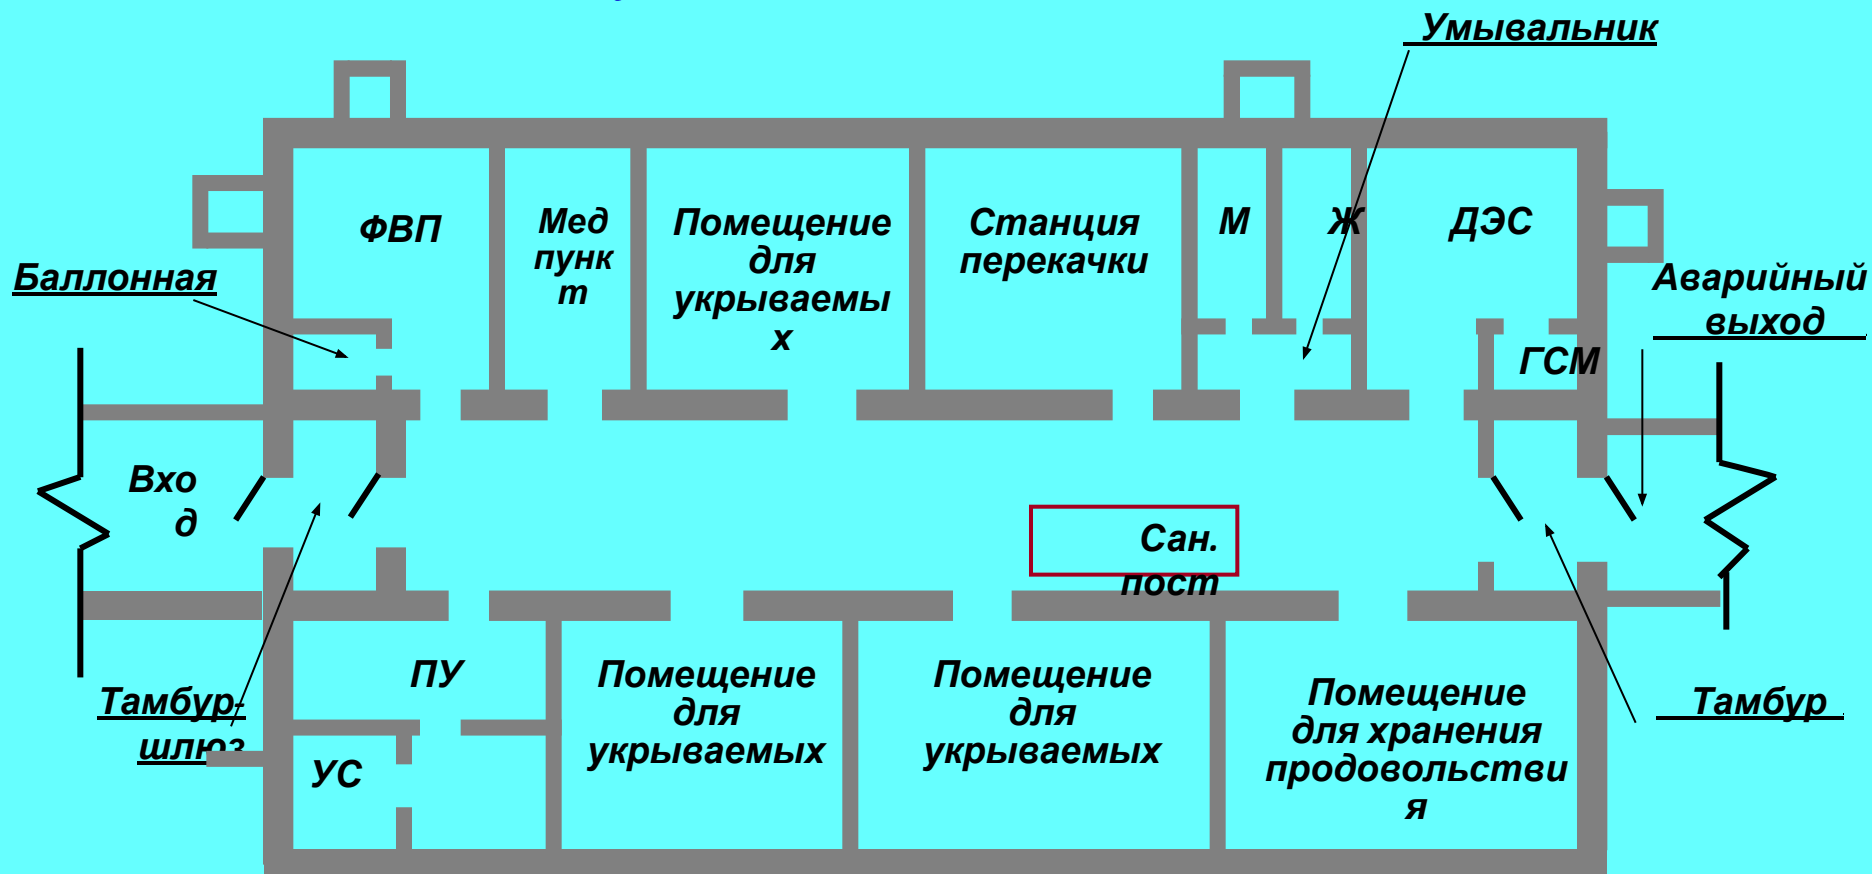 Умывальник
ФВП
Мед
пунк
т
Помещение
для
укрываемы
х
Станция
перекачки
М
Ж
ДЭС
Баллонная
Аварийный
выход
ГСМ
Вхо
д
Сан.
пост
ПУ
Помещение
для
укрываемых
Помещение
для
укрываемых
Помещение
для хранения
продовольстви
я
Тамбур-
шлюз
Тамбур
УС